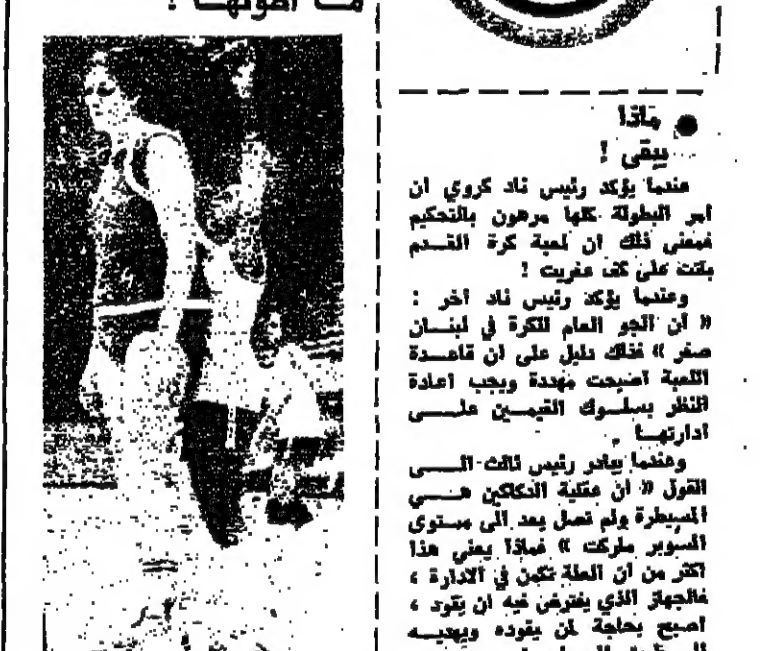 ماذا
يبقى !
عندما يؤكد رئيس ناد كروي ان
أمر البطولة كلها مرهون بالتحكيم
فمعنى ذلك ان لعبة كرة القدم
باتت على كف عفريت !
وعندما يؤكد رئيس ناد آخر :
« ان الجو العام للكرة في لبنان
صفر » فذلك دليل على ان قاعدة
اللعبة اصبحت مهددة ويجب اعادة
النظر بسلوك القيمين على
ادارتها .
وعندما يبادر رئيس ثالث الى
القول « ان عقلية الدكاكين هي
المسيطرة ولم نصل بعد الى مستوى
السوبر ماركت » فماذا يعني هذا
اكثر من ان العلة تكمن في الادارة ،
فالجهاز الذي يفترض فيه ان يقود ،
اصبح بحاجة لمن يقوده ويهديه